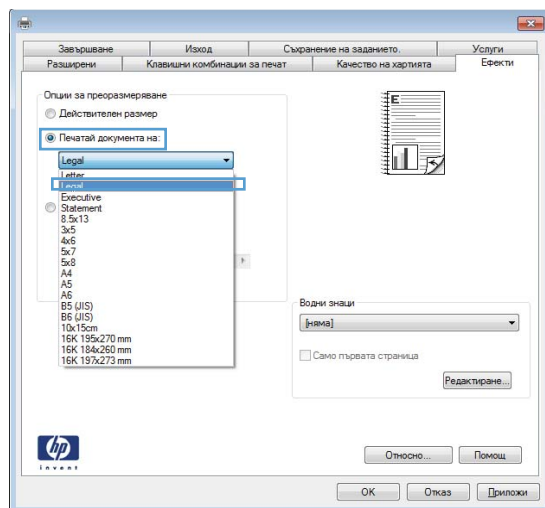 Завършване
Изход
Съхранение на заданието.
Услуги
Разширени
Клавишни комбинации за печат
Качество на хартията
Ефекти
Опции за преоразмеряване
Действителен размер
Печатай документа на:
Legal
Letter
Legal
Executive
Statement
8.5x13
3x5
4x6
5x7
5x8
A4
A5
A6
B5 (JIS)
B6 (JIS)
10x15cm
16K 195x270 mm
16K 184x260 mm
16K 197x273 mm
E
Водни знаци
[няма]
Само първата страница
Редактиране...
hp
invent
Относно...
Помощ
OK
Отказ
Приложи